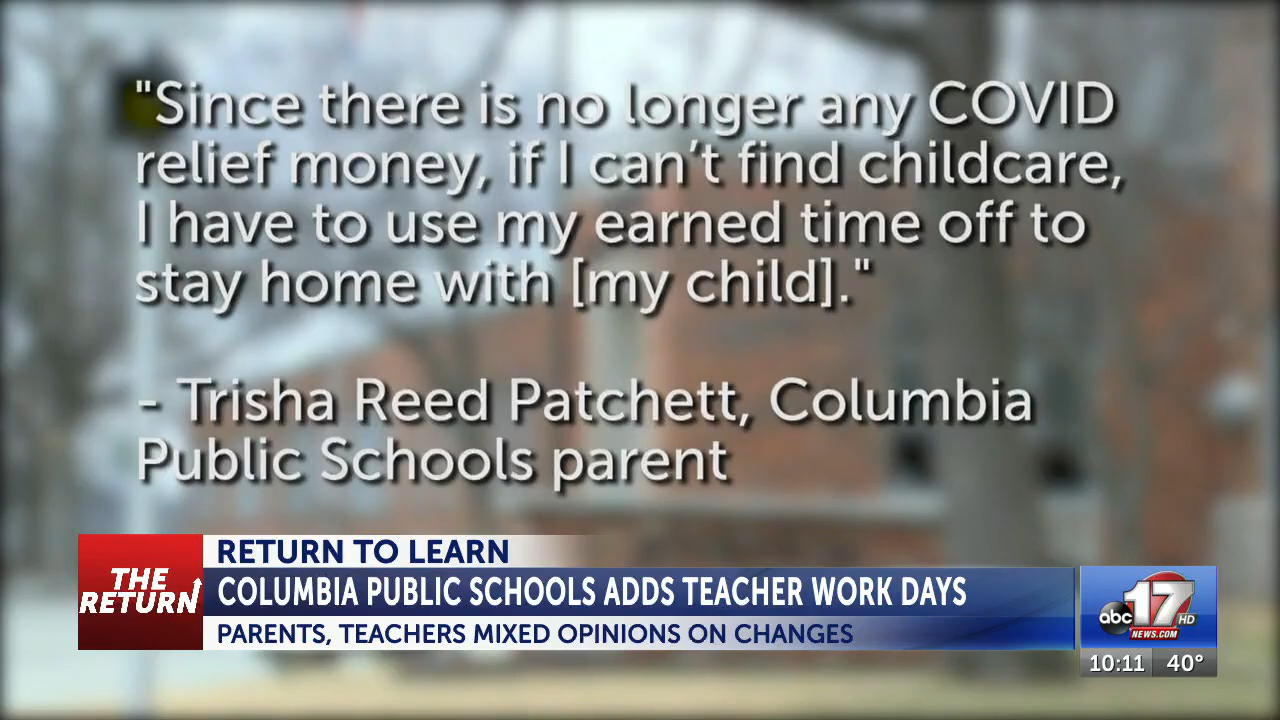 "Since there is no longer any COVID
relief money, if I can't find childcare,
I have to use my earned time off to
stay home with [my child]."
- Trisha Reed Patchett, Columbia
Public Schools parent
RETURN TO LEARN
THE
RETURN
COLUMBIA PUBLIC SCHOOLS ADDS TEACHER WORK DAYS
PARENTS, TEACHERS MIXED OPINIONS ON CHANGES
abc 17 HD
NEWS.COM
10:11 40°